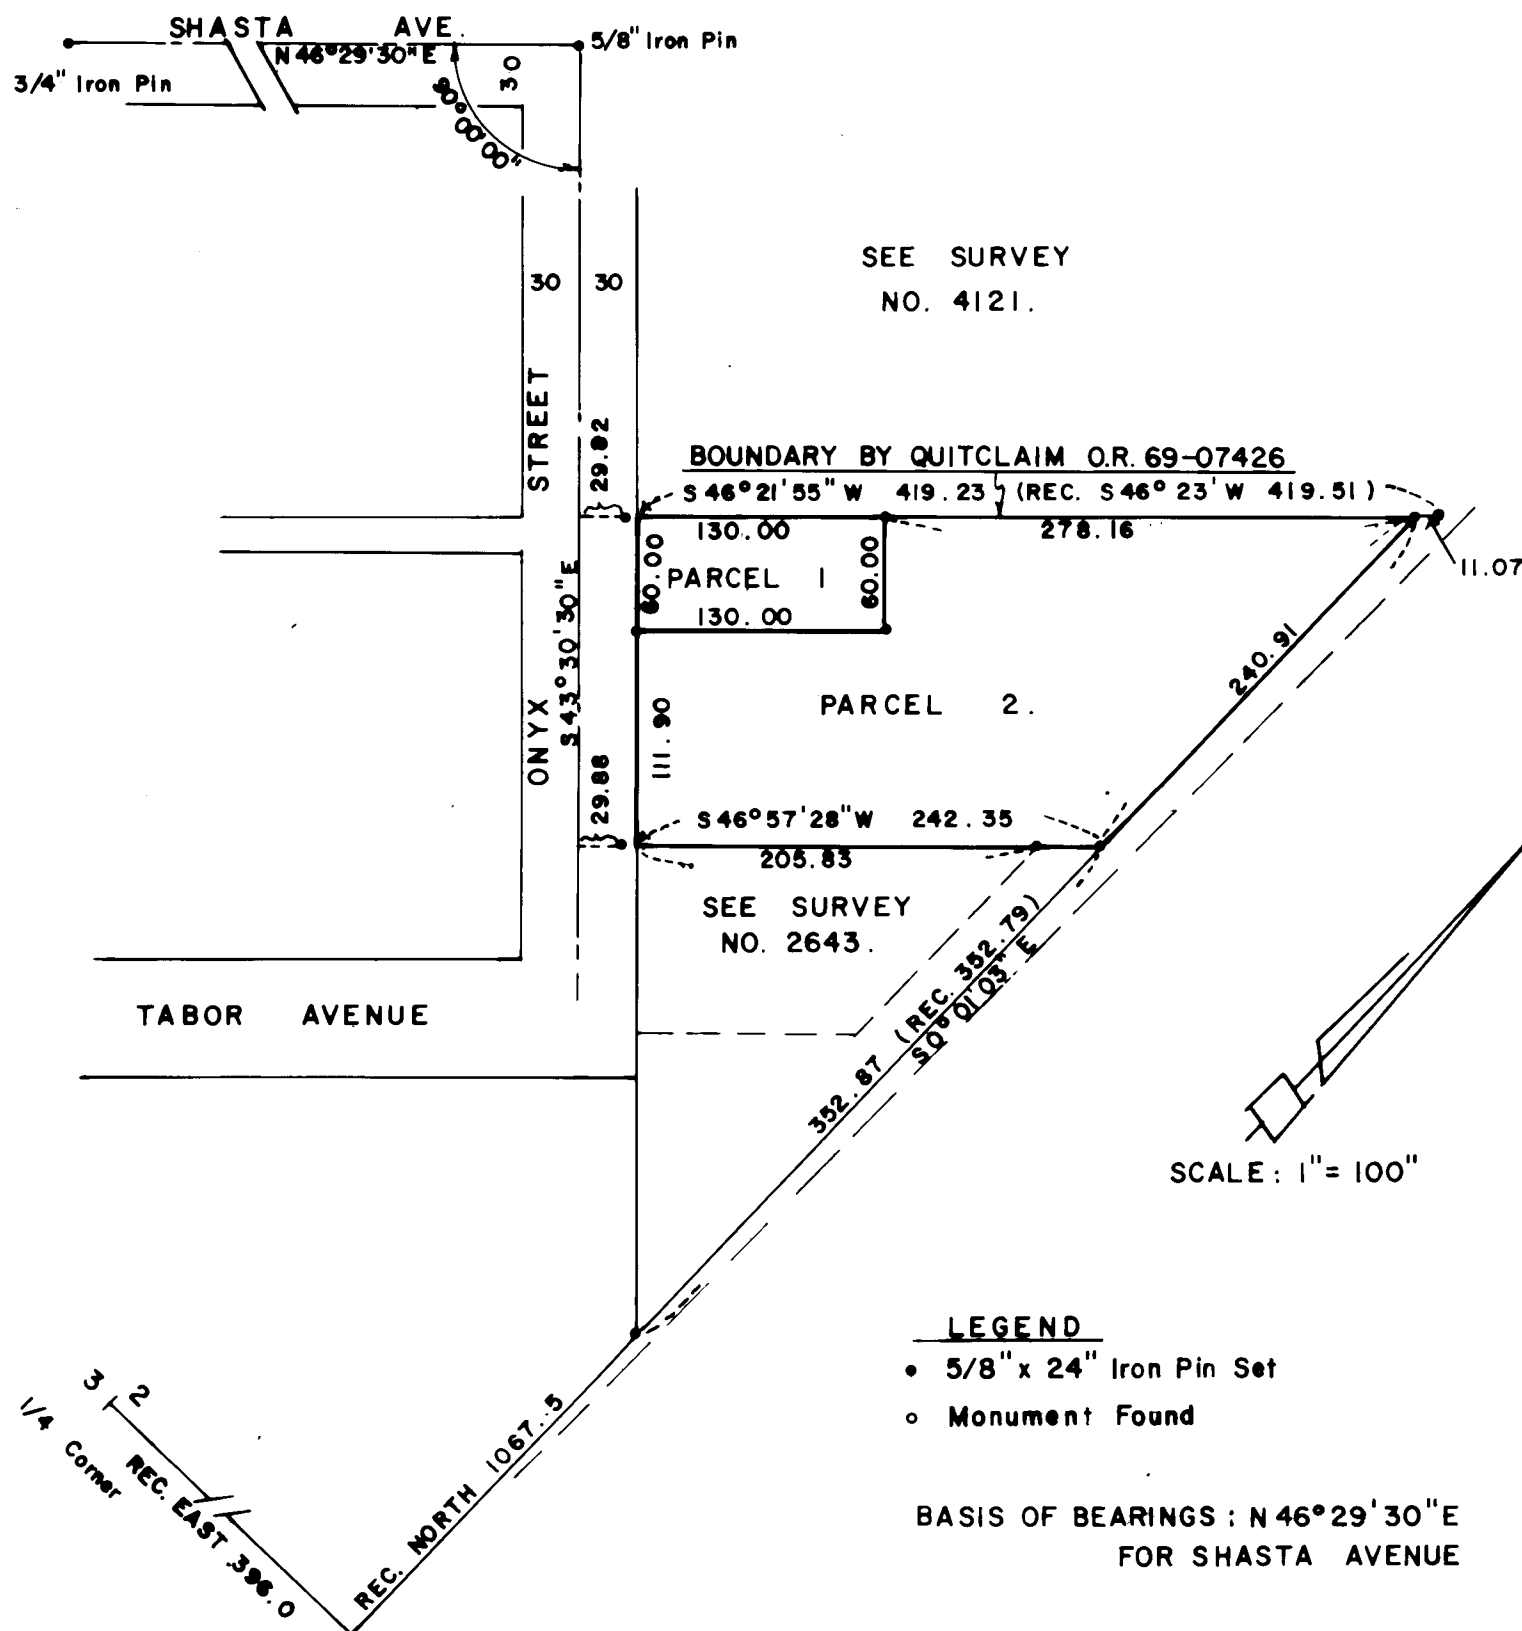 SHASTA AVE.
N 46°29'30" E
5/8" Iron Pin
3/4" Iron Pin
30
90°00'00"
SEE SURVEY
NO. 4121.
30 30
STREET
29.82
BOUNDARY BY QUITCLAIM O.R. 69-07426
S 46°21'55" W 419.23 (REC. S 46° 23' W 419.51)
130.00
278.16
11.07
60.00
PARCEL 1
60.00
130.00
S 43°30'30" E
240.91
PARCEL 2.
ONYX
111.90
29.88
S 46°57'28" W 242.35
205.83
SEE SURVEY
NO. 2643.
352.87 (REC. 352.79)
S 0° 01' 03" E
TABOR AVENUE
SCALE: 1" = 100"
LEGEND
5/8" x 24" Iron Pin Set
Monument Found
3 2
1/4 Corner
REC. EAST 396.0
REC. NORTH 1067.5
BASIS OF BEARINGS : N 46° 29' 30" E
FOR SHASTA AVENUE